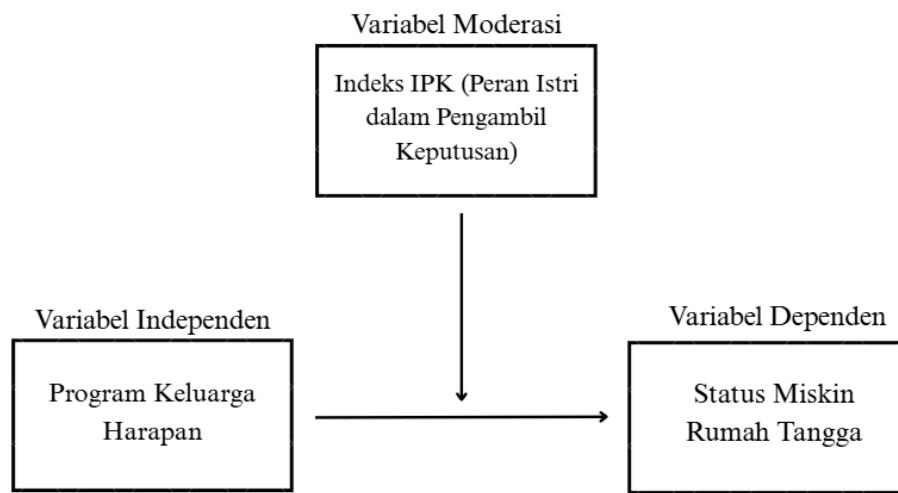 Variabel Moderasi
Indeks IPK (Peran Istri
dalam Pengambil
Keputusan)
Variabel Independen
Program Keluarga
Harapan
Variabel Dependen
Status Miskin
Rumah Tangga